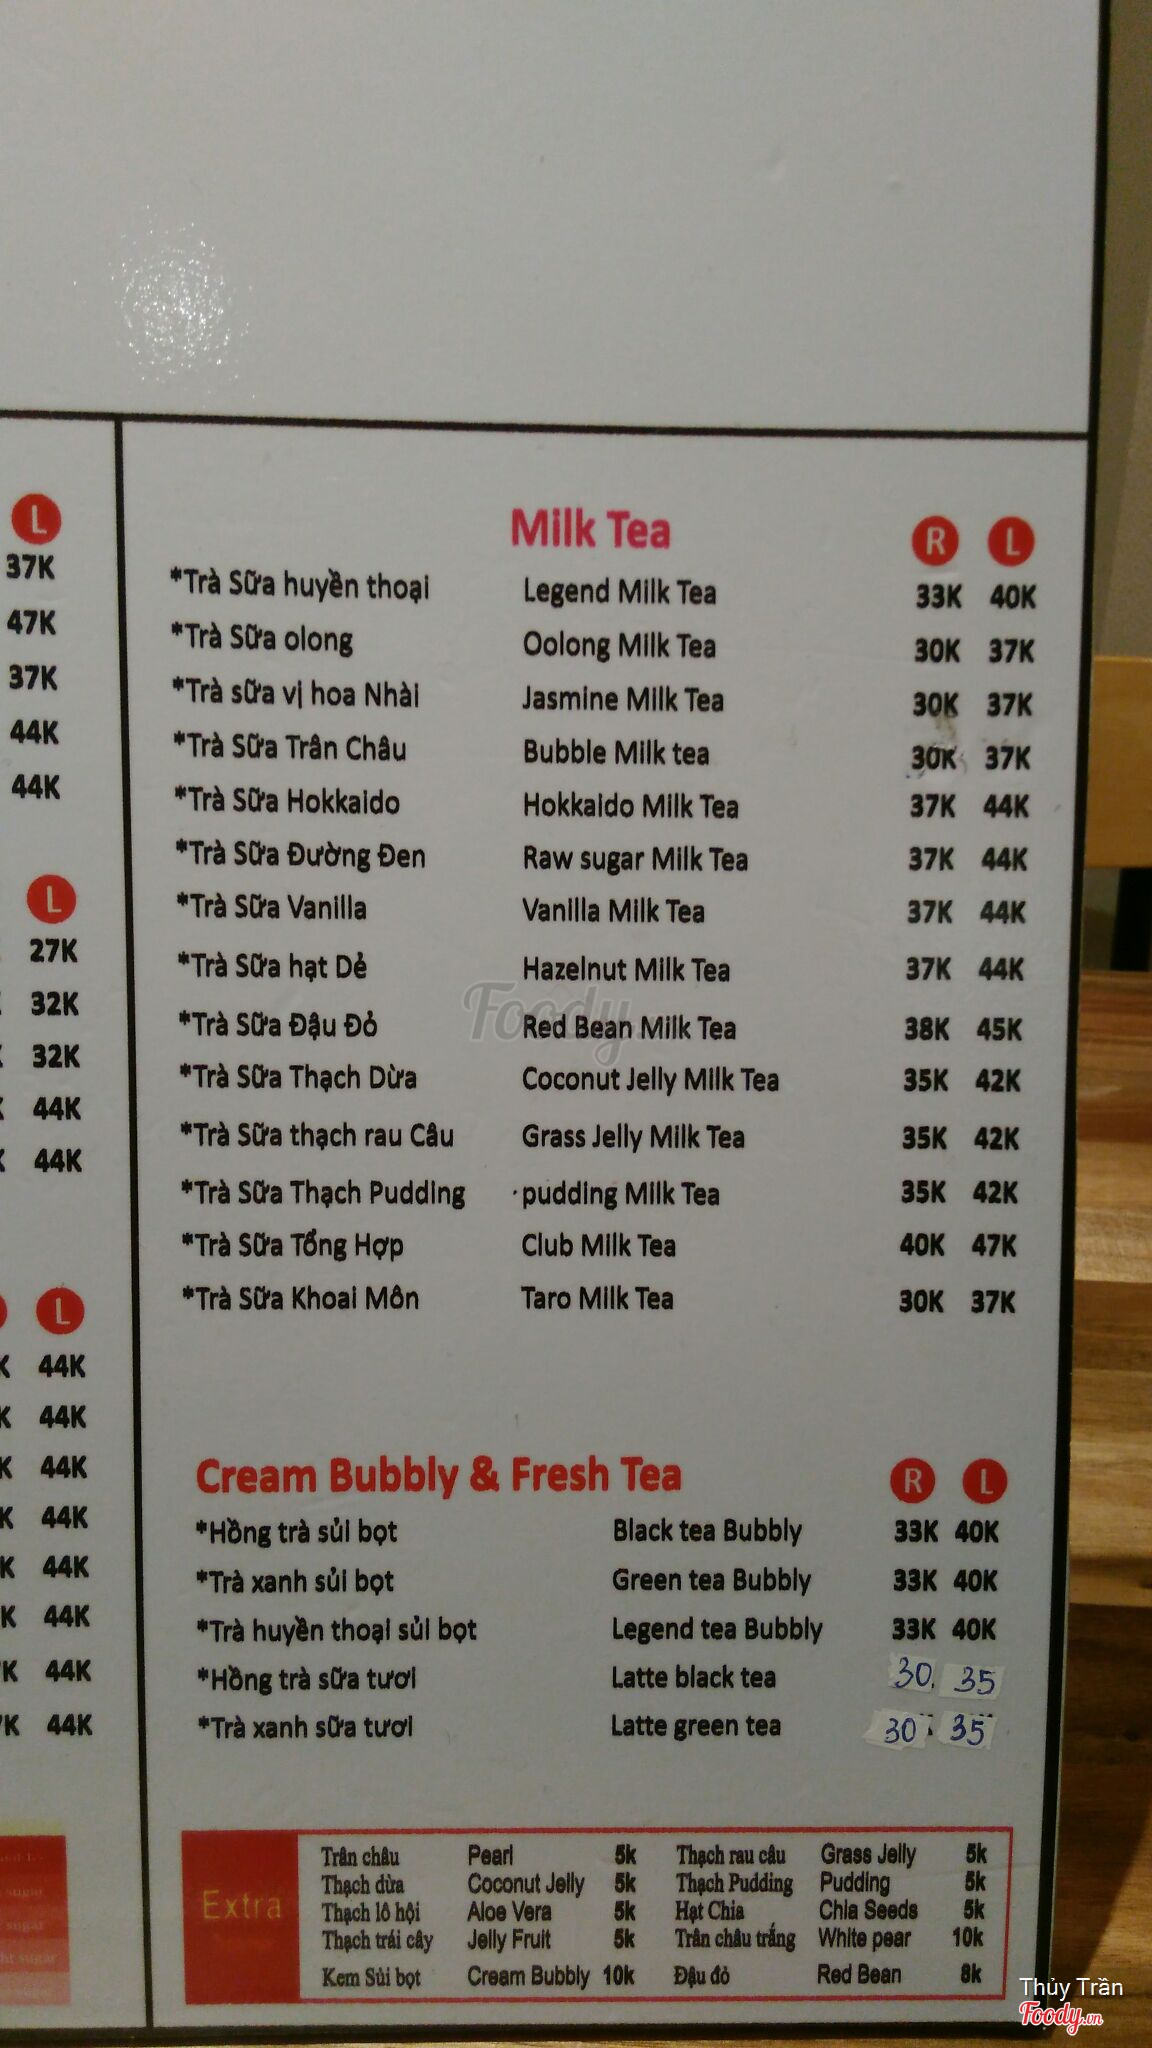 L
37K
47K
37K
44K
44K
L
27K
32K
32K
44K
44K
L
44K
44K
44K
44K
44K
44K
44K
44K
Milk Tea R L
*Trà Sữa huyền thoại Legend Milk Tea 33K 40K
*Trà Sữa olong Oolong Milk Tea 30K 37K
*Trà sữa vị hoa Nhài Jasmine Milk Tea 30K 37K
*Trà Sữa Trân Châu Bubble Milk tea 30K 37K
*Trà Sữa Hokkaido Hokkaido Milk Tea 37K 44K
*Trà Sữa Đường Đen Raw sugar Milk Tea 37K 44K
*Trà Sữa Vanilla Vanilla Milk Tea 37K 44K
*Trà Sữa hạt Dẻ Hazelnut Milk Tea 37K 44K
*Trà Sữa Đậu Đỏ Red Bean Milk Tea 38K 45K
*Trà Sữa Thạch Dừa Coconut Jelly Milk Tea 35K 42K
*Trà Sữa thạch rau Câu Grass Jelly Milk Tea 35K 42K
*Trà Sữa Thạch Pudding pudding Milk Tea 35K 42K
*Trà Sữa Tổng Hợp Club Milk Tea 40K 47K
*Trà Sữa Khoai Môn Taro Milk Tea 30K 37K
Cream Bubbly & Fresh Tea R L
*Hồng trà sủi bọt Black tea Bubbly 33K 40K
*Trà xanh sủi bọt Green tea Bubbly 33K 40K
*Trà huyền thoại sủi bọt Legend tea Bubbly 33K 40K
*Hồng trà sữa tươi Latte black tea 30 35
*Trà xanh sữa tươi Latte green tea 30 35
Extra
Trân châu Pearl 5k Thạch rau câu Grass Jelly 5k
Thạch dừa Coconut Jelly 5k Thạch Pudding Pudding 5k
Thạch lô hội Aloe Vera 5k Hạt Chia Chia Seeds 5k
Thạch trái cây Jelly Fruit 5k Trân châu trắng White pear 10k
Kem Sủi bọt Cream Bubbly 10k Đậu đỏ Red Bean 8k
sugar
sugar
sugar
Foody
Thủy Trần
Foody.vn